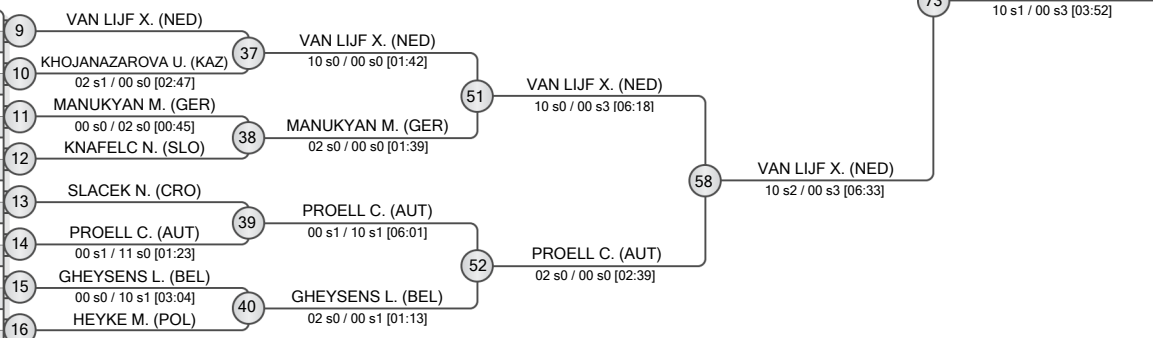 73
10 s1 / 00 s3 [03:52]
9
VAN LIJF X. (NED)
37
VAN LIJF X. (NED)
10 s0 / 00 s0 [01:42]
10
KHOJANAZAROVA U. (KAZ)
02 s1 / 00 s0 [02:47]
51
VAN LIJF X. (NED)
10 s0 / 00 s3 [06:18]
11
MANUKYAN M. (GER)
00 s0 / 02 s0 [00:45]
38
MANUKYAN M. (GER)
02 s0 / 00 s0 [01:39]
12
KNAFELC N. (SLO)
58
VAN LIJF X. (NED)
10 s2 / 00 s3 [06:33]
13
SLACEK N. (CRO)
39
PROELL C. (AUT)
00 s1 / 10 s1 [06:01]
14
PROELL C. (AUT)
00 s1 / 11 s0 [01:23]
52
PROELL C. (AUT)
02 s0 / 00 s0 [02:39]
15
GHEYSENS L. (BEL)
00 s0 / 10 s1 [03:04]
40
GHEYSENS L. (BEL)
02 s0 / 00 s1 [01:13]
16
HEYKE M. (POL)